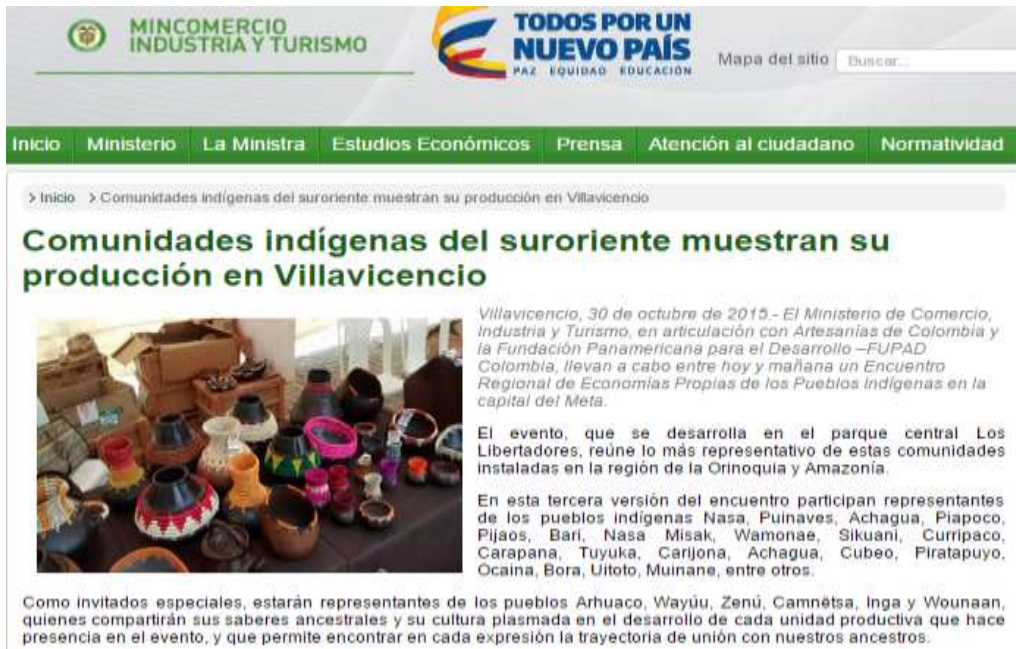 MINCOMERCIO
INDUSTRIA Y TURISMO
TODOS POR UN
NUEVO PAÍS
PAZ EQUIDAD EDUCACIÓN
Mapa del sitio
Buscar...
Inicio Ministerio La Ministra Estudios Económicos Prensa Atención al ciudadano Normatividad
> Inicio > Comunidades indígenas del suroriente muestran su producción en Villavicencio
Comunidades indígenas del suroriente muestran su
producción en Villavicencio
Villavicencio, 30 de octubre de 2015.- El Ministerio de Comercio,
Industria y Turismo, en articulación con Artesanías de Colombia y
la Fundación Panamericana para el Desarrollo –FUPAD
Colombia, llevan a cabo entre hoy y mañana un Encuentro
Regional de Economías Propias de los Pueblos Indígenas en la
capital del Meta.
El evento, que se desarrolla en el parque central Los
Libertadores, reúne lo más representativo de estas comunidades
instaladas en la región de la Orinoquia y Amazonía.
En esta tercera versión del encuentro participan representantes
de los pueblos indígenas Nasa, Puinaves, Achagua, Piapoco,
Pijaos, Bari, Nasa Misak, Wamonae, Sikuani, Curripaco,
Carapana, Tuyuka, Carijona, Achagua, Cubeo, Piratapuyo,
Ocaina, Bora, Uitoto, Muinane, entre otros.
Como invitados especiales, estarán representantes de los pueblos Arhuaco, Wayúu, Zenú, Camnëtsa, Inga y Wounaan,
quienes compartirán sus saberes ancestrales y su cultura plasmada en el desarrollo de cada unidad productiva que hace
presencia en el evento, y que permite encontrar en cada expresión la trayectoria de unión con nuestros ancestros.